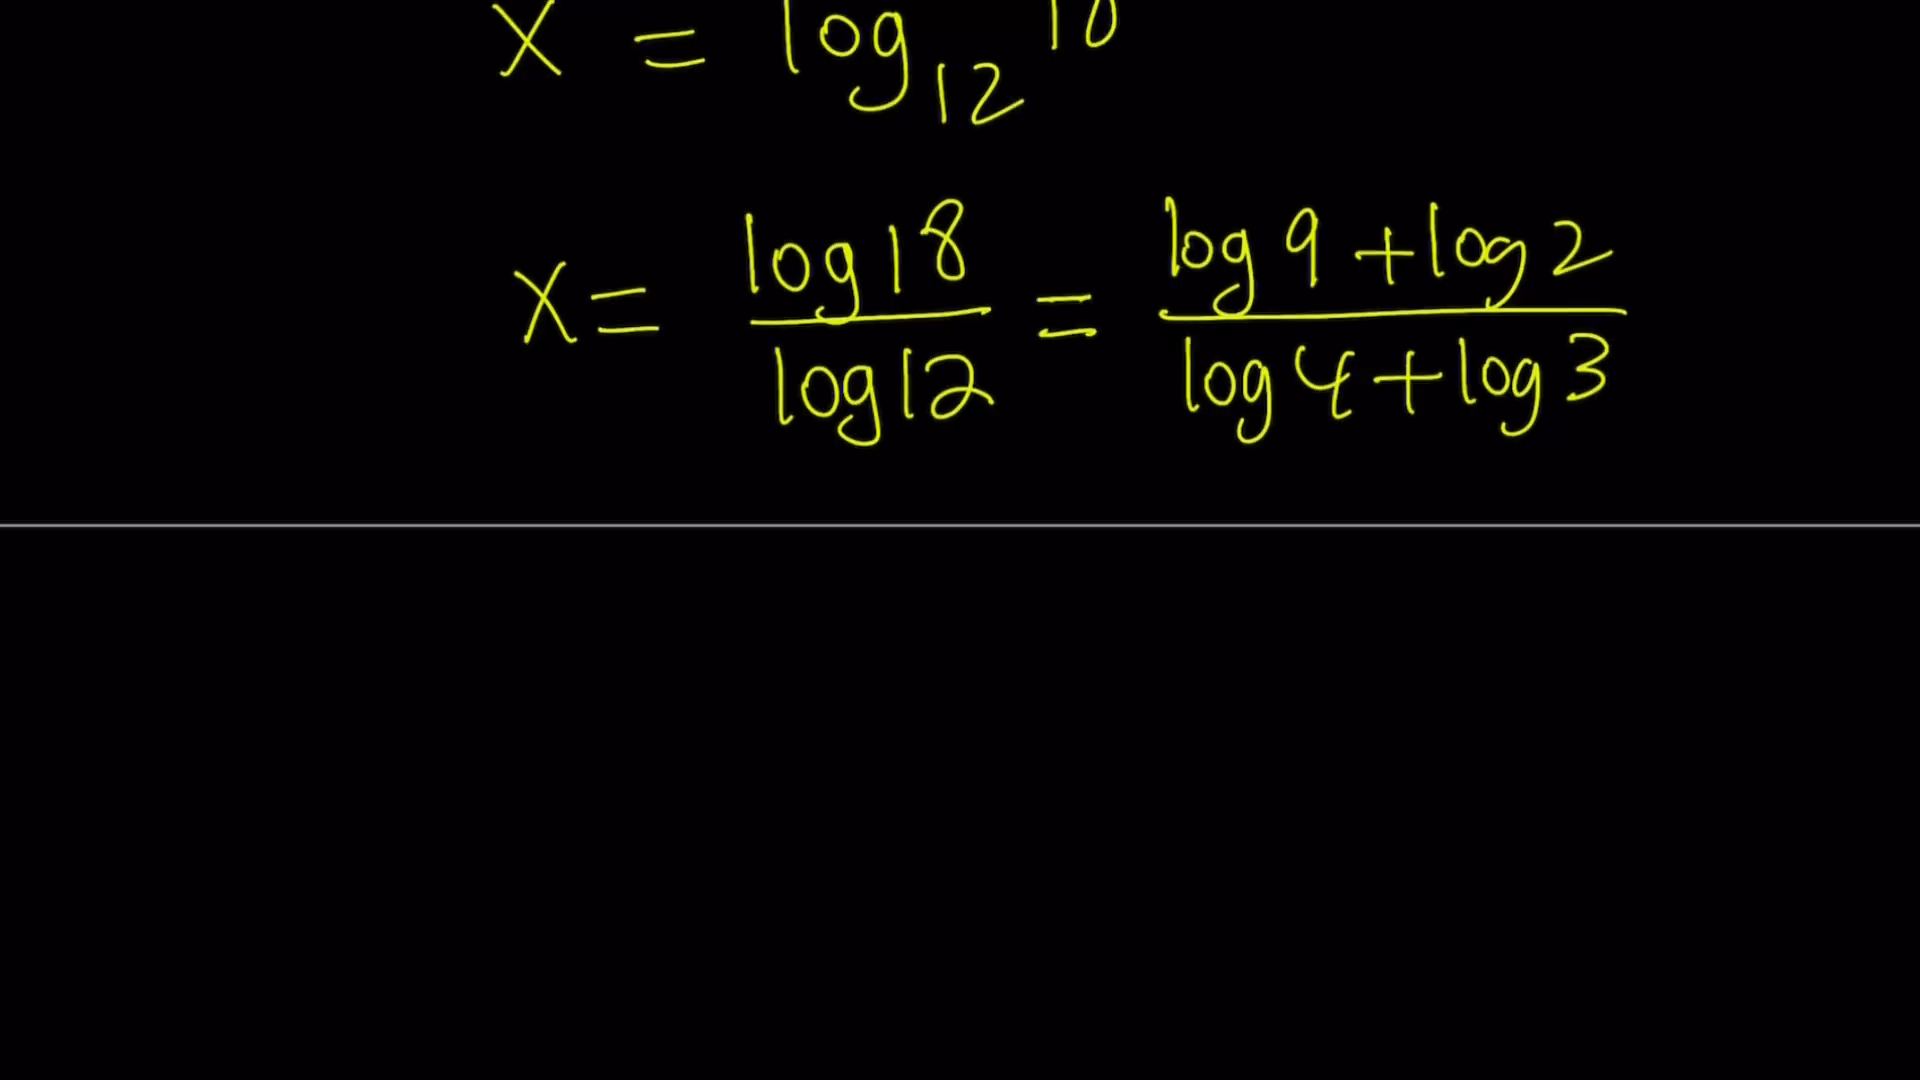 X = log₁₂ 18
X = log 18 / log 12 = (log 9 + log 2) / (log 4 + log 3)